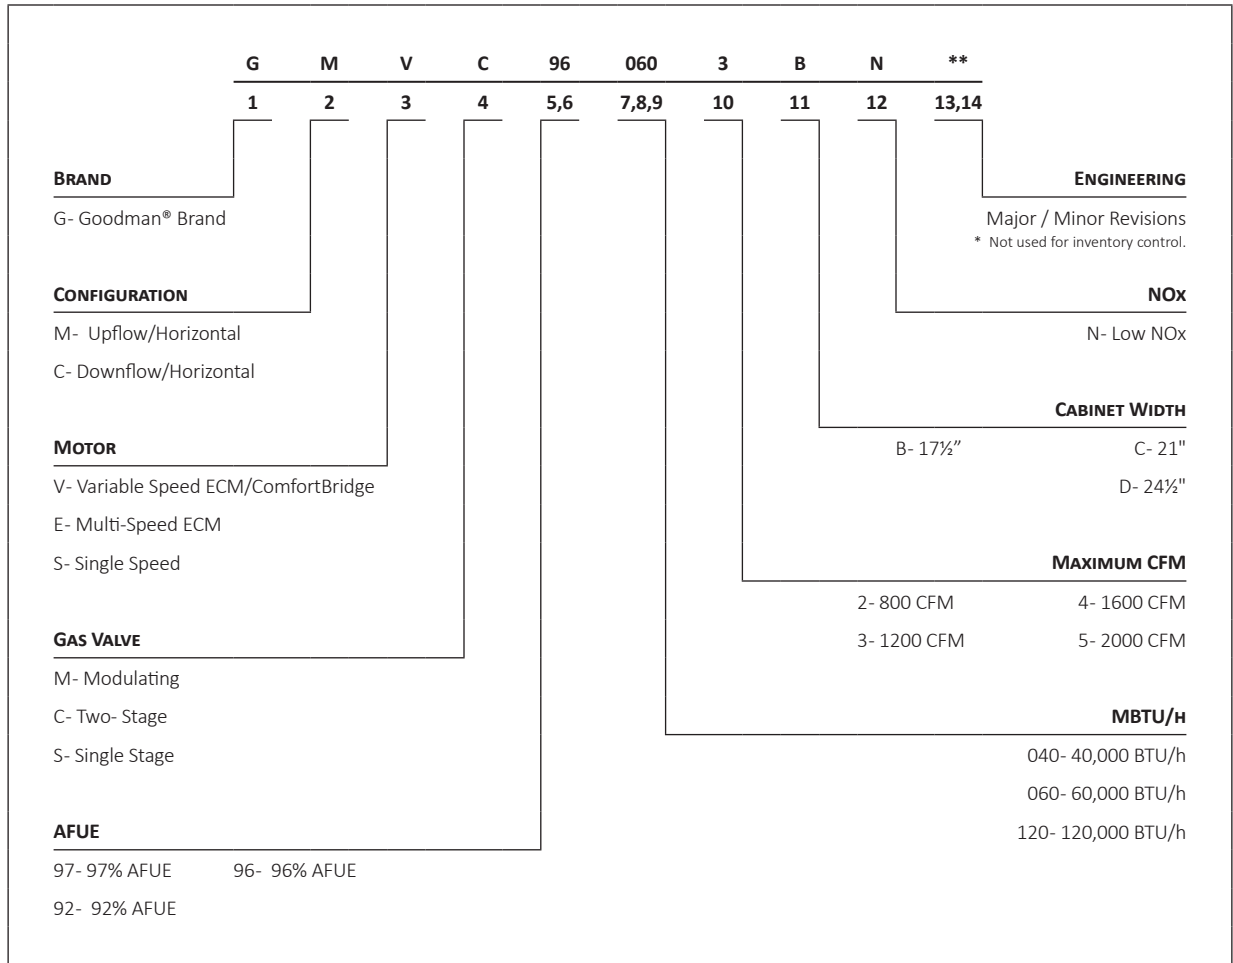 G M V C 96 060 3 B N **
1 2 3 4 5,6 7,8,9 10 11 12 13,14
BRAND
G- Goodman® Brand
ENGINEERING
Major / Minor Revisions
* Not used for inventory control.
CONFIGURATION
M- Upflow/Horizontal
C- Downflow/Horizontal
NOX
N- Low NOx
CABINET WIDTH
B- 17½” C- 21"
D- 24½"
MOTOR
V- Variable Speed ECM/ComfortBridge
E- Multi-Speed ECM
S- Single Speed
MAXIMUM CFM
2- 800 CFM 4- 1600 CFM
3- 1200 CFM 5- 2000 CFM
GAS VALVE
M- Modulating
C- Two- Stage
S- Single Stage
MBTU/H
040- 40,000 BTU/h
060- 60,000 BTU/h
120- 120,000 BTU/h
AFUE
97- 97% AFUE 96- 96% AFUE
92- 92% AFUE